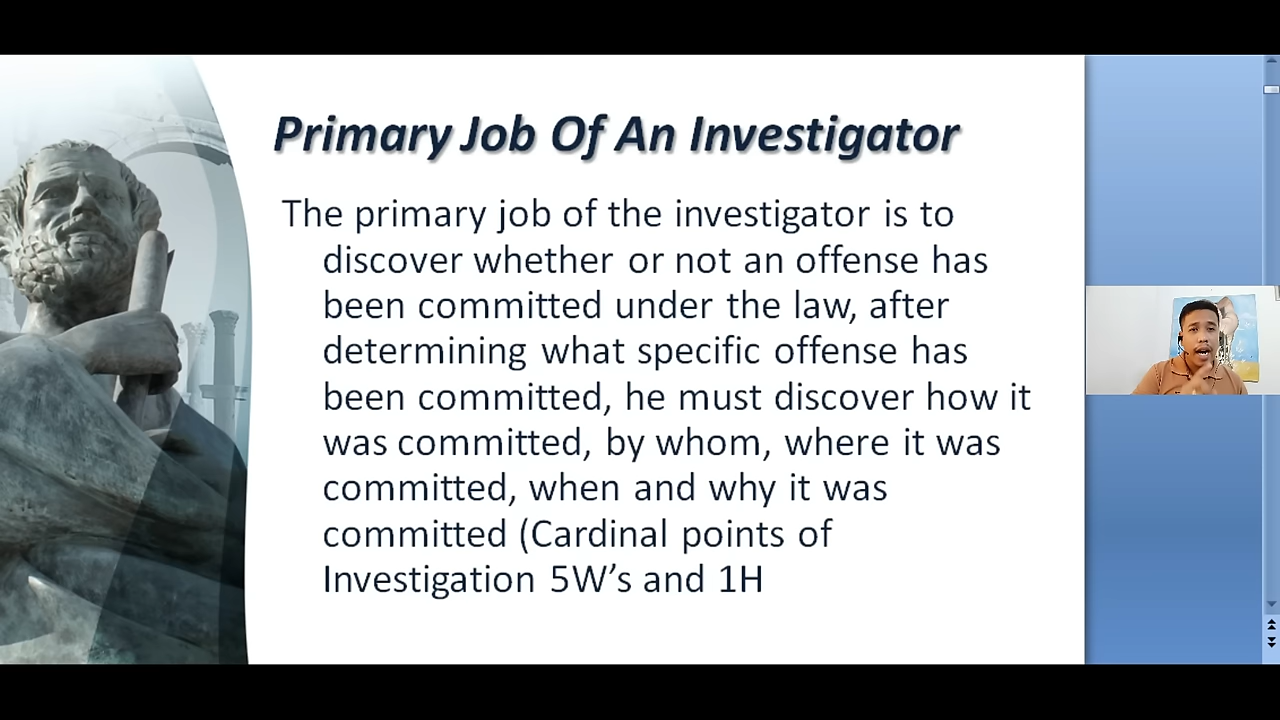 Primary Job Of An Investigator
The primary job of the investigator is to
discover whether or not an offense has
been committed under the law, after
determining what specific offense has
been committed, he must discover how it
was committed, by whom, where it was
committed, when and why it was
committed (Cardinal points of
Investigation 5W’s and 1H